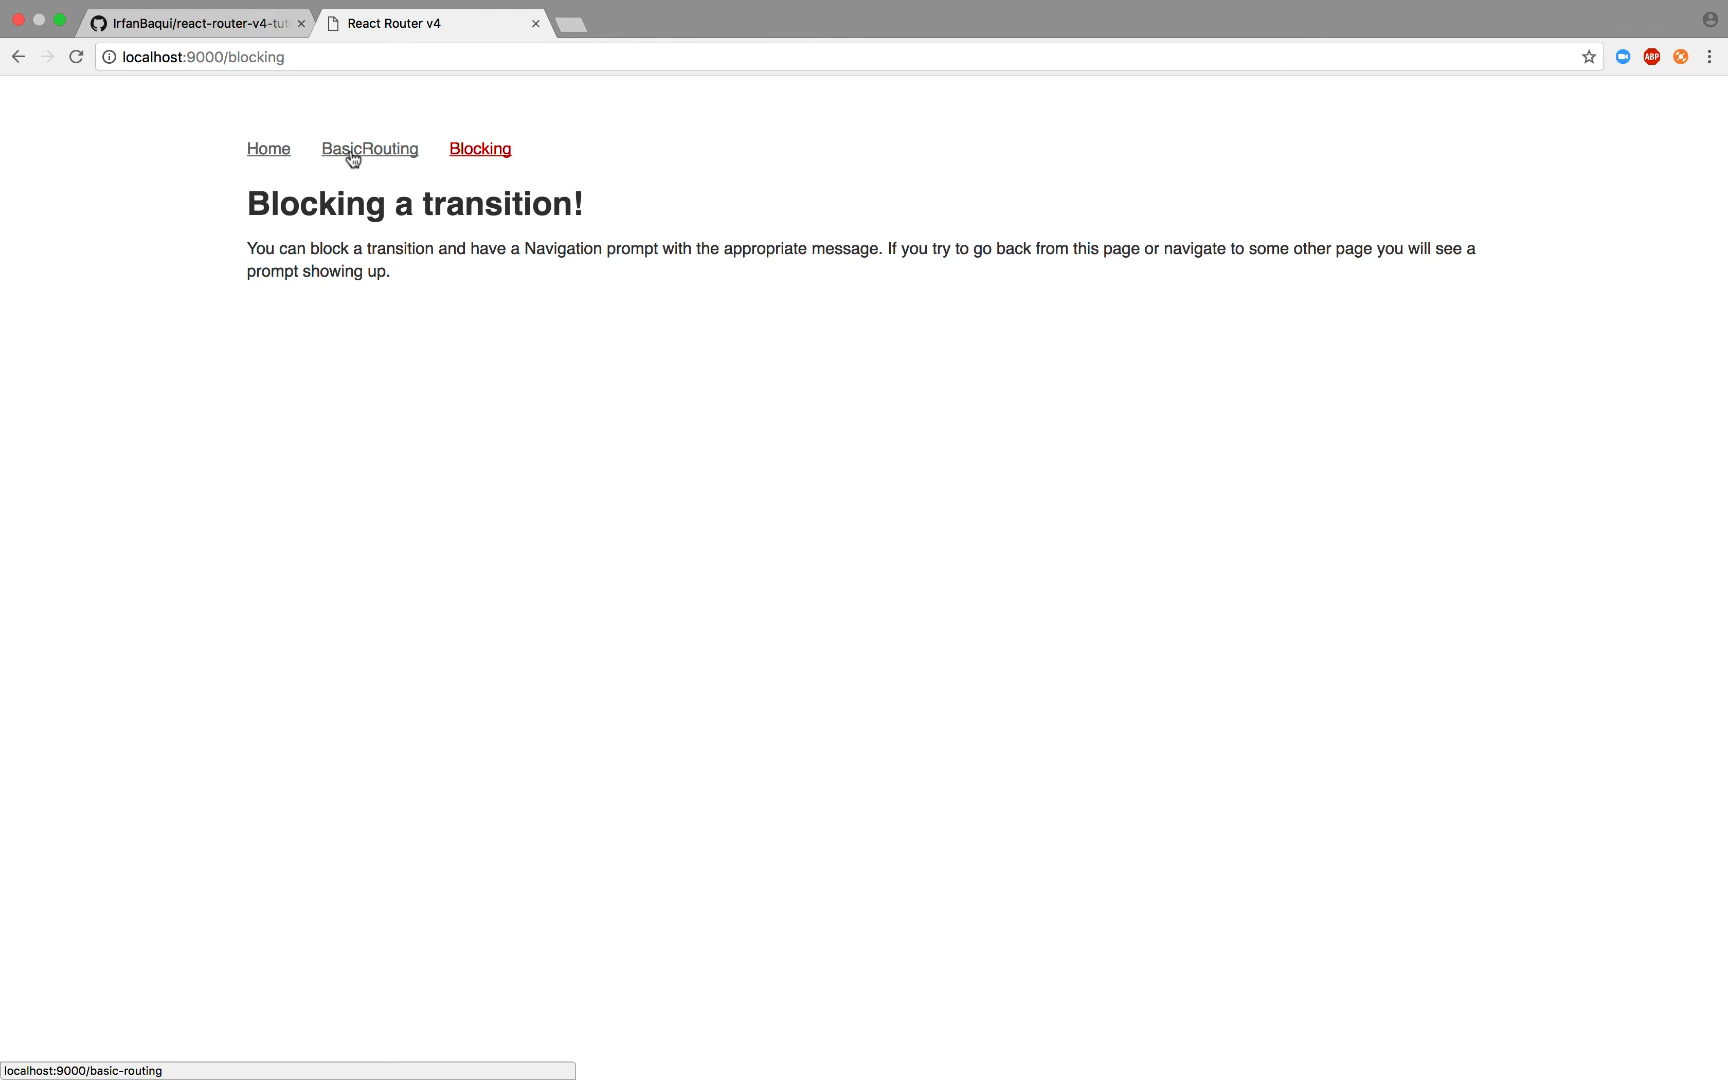 IrfanBaqui/react-router-v4-tut
React Router v4
localhost:9000/blocking
ABP
Home BasicRouting Blocking
Blocking a transition!
You can block a transition and have a Navigation prompt with the appropriate message. If you try to go back from this page or navigate to some other page you will see a
prompt showing up.
localhost:9000/basic-routing